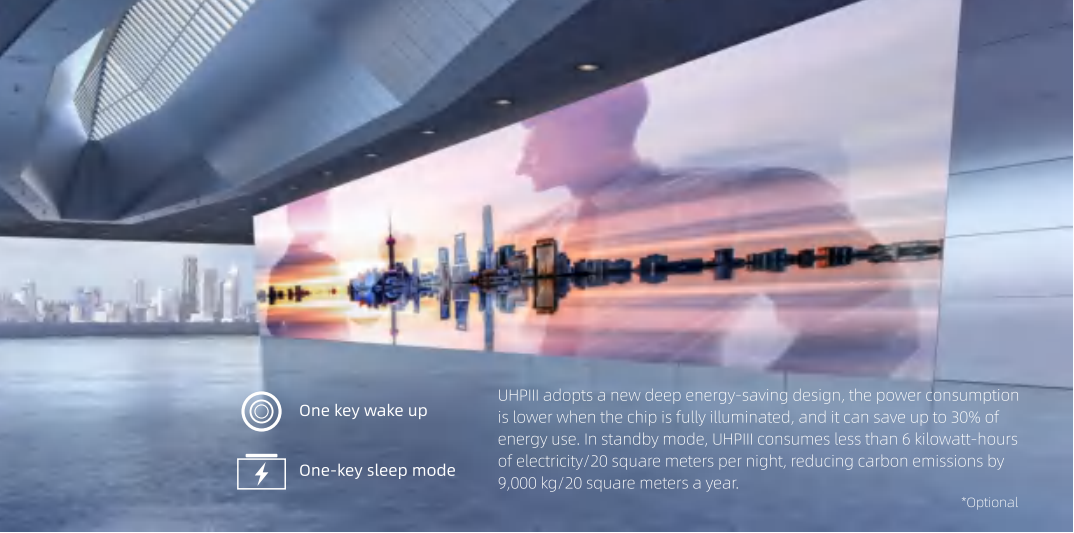 One key wake up
One-key sleep mode
UHPIII adopts a new deep energy-saving design, the power consumption
is lower when the chip is fully illuminated, and it can save up to 30% of
energy use. In standby mode, UHPIII consumes less than 6 kilowatt-hours
of electricity/20 square meters per night, reducing carbon emissions by
9,000 kg/20 square meters a year.
*Optional